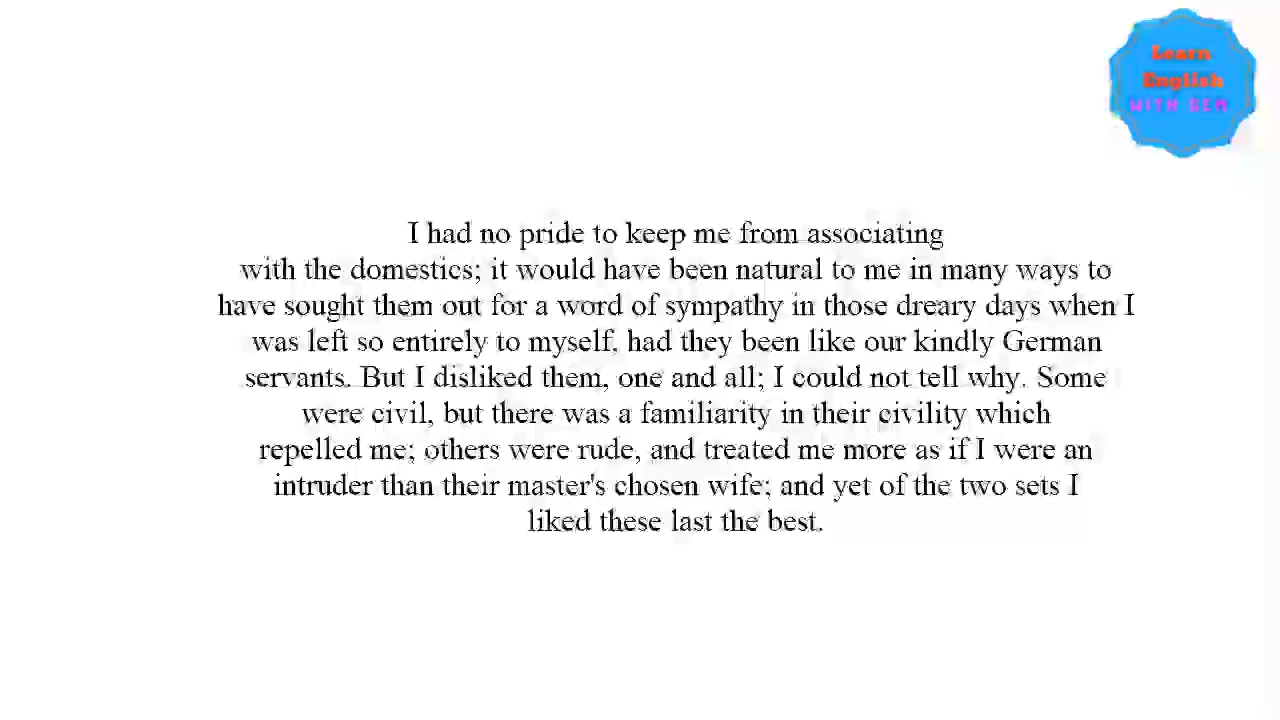 Learn
English
WITH GEM
I had no pride to keep me from associating
with the domestics; it would have been natural to me in many ways to
have sought them out for a word of sympathy in those dreary days when I
was left so entirely to myself, had they been like our kindly German
servants. But I disliked them, one and all; I could not tell why. Some
were civil, but there was a familiarity in their civility which
repelled me; others were rude, and treated me more as if I were an
intruder than their master's chosen wife; and yet of the two sets I
liked these last the best.